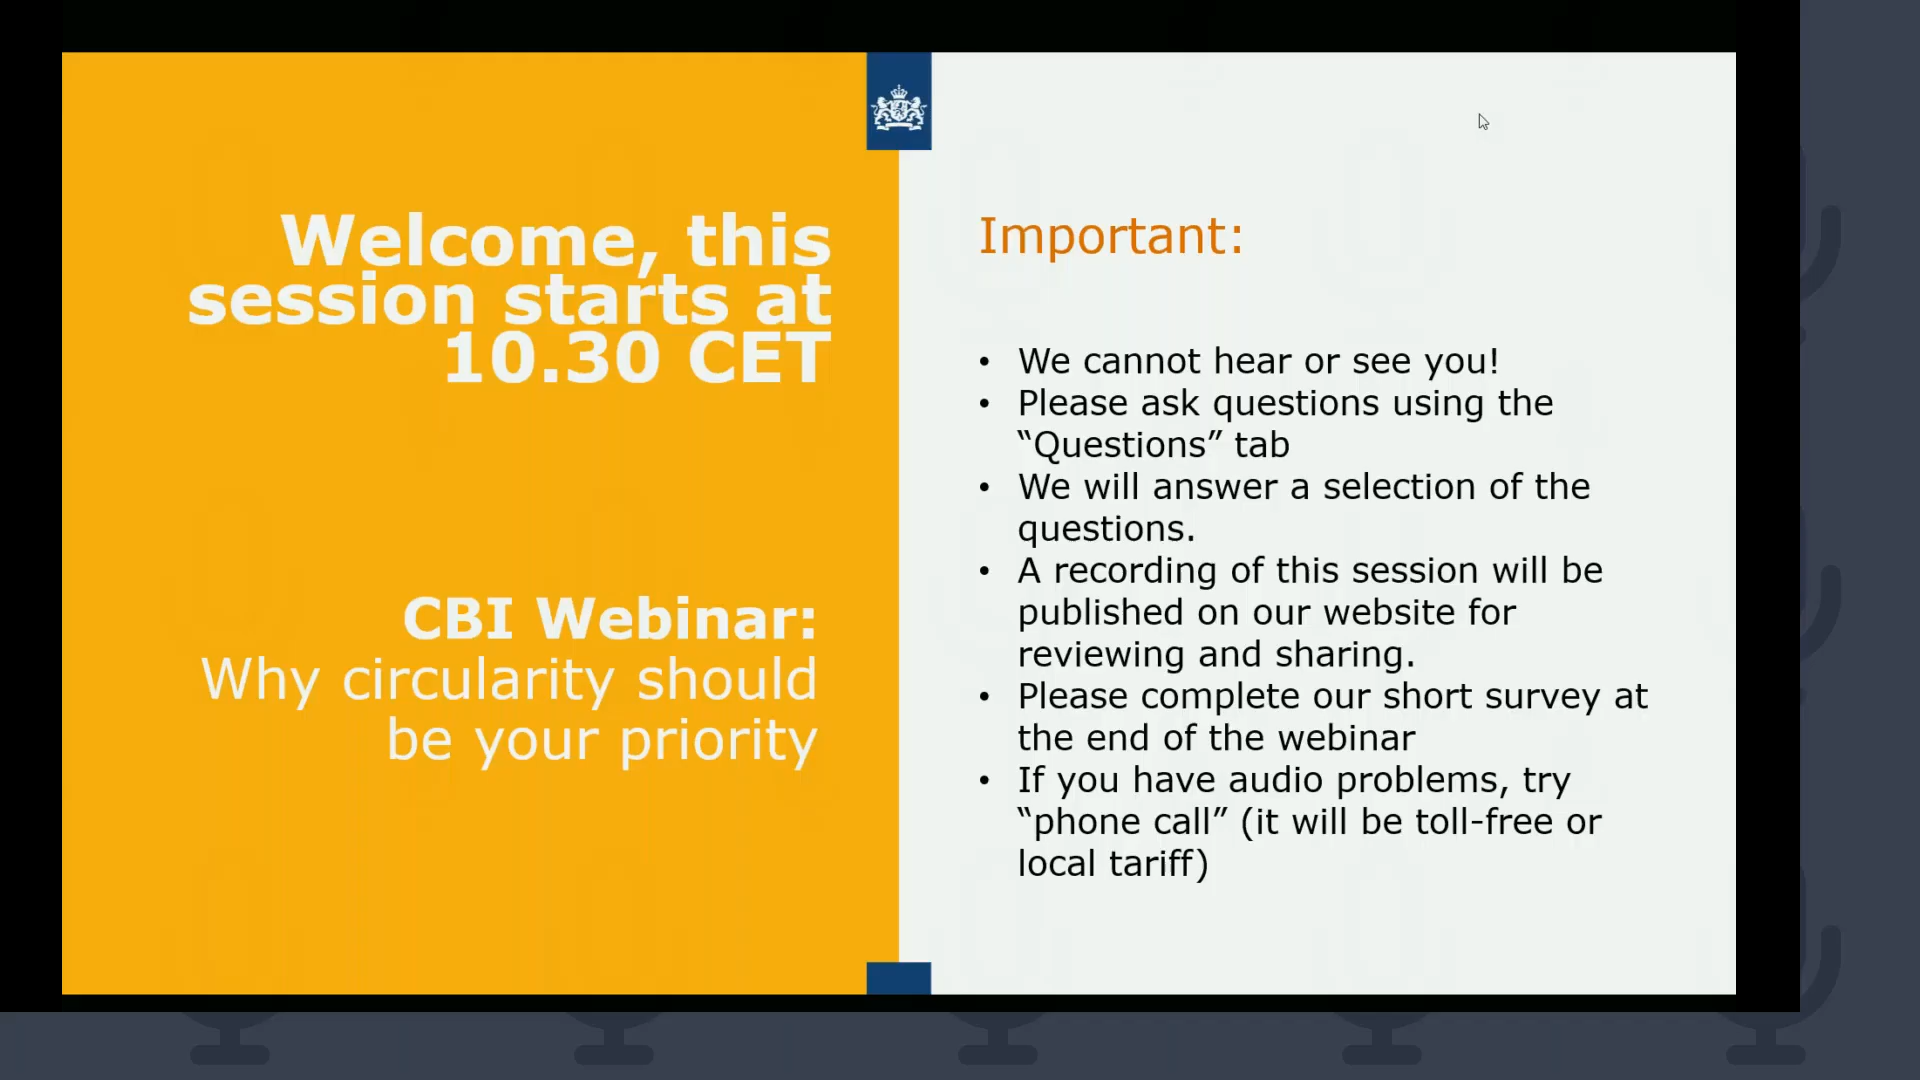 Welcome, this
session starts at
10.30 CET
CBI Webinar:
Why circularity should
be your priority
Important:
• We cannot hear or see you!
• Please ask questions using the
“Questions” tab
• We will answer a selection of the
questions.
• A recording of this session will be
published on our website for
reviewing and sharing.
• Please complete our short survey at
the end of the webinar
• If you have audio problems, try
“phone call” (it will be toll-free or
local tariff)